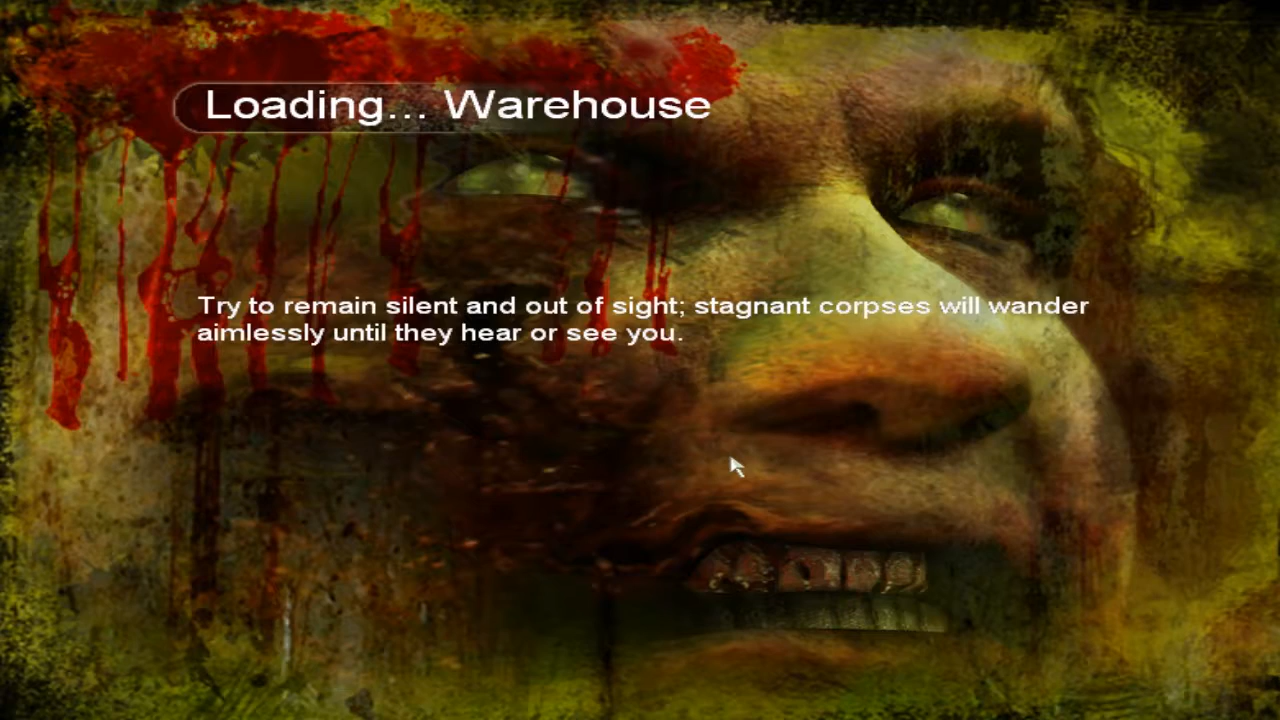 Loading... Warehouse
Try to remain silent and out of sight; stagnant corpses will wander
aimlessly until they hear or see you.